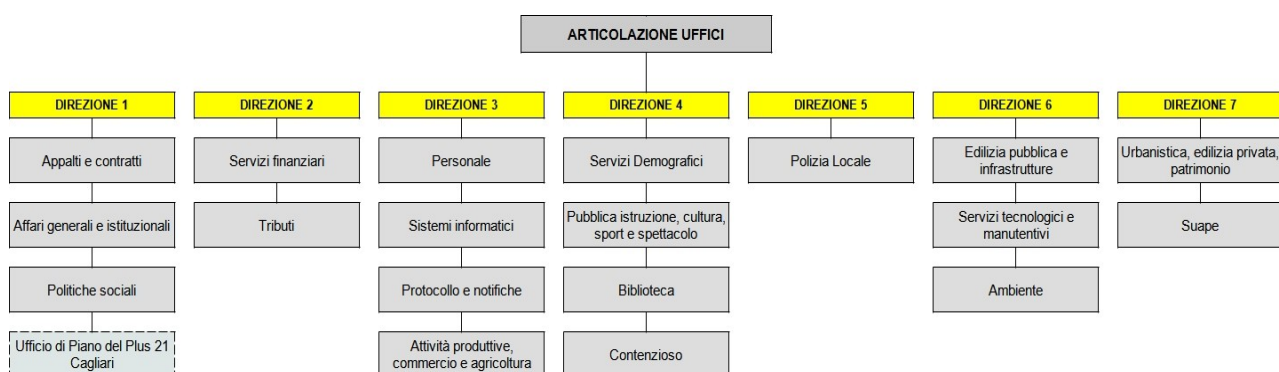 ARTICOLAZIONE UFFICI
DIREZIONE 1
DIREZIONE 2
DIREZIONE 3
DIREZIONE 4
DIREZIONE 5
DIREZIONE 6
DIREZIONE 7
Appalti e contratti
Servizi finanziari
Personale
Servizi Demografici
Polizia Locale
Edilizia pubblica e
infrastrutture
Urbanistica, edilizia privata,
patrimonio
Affari generali e istituzionali
Tributi
Sistemi informatici
Pubblica istruzione, cultura,
sport e spettacolo
Servizi tecnologici e
manutentivi
Suape
Politiche sociali
Protocollo e notifiche
Biblioteca
Ambiente
Ufficio di Piano del Plus 21
Cagliari
Attività produttive,
commercio e agricoltura
Contenzioso